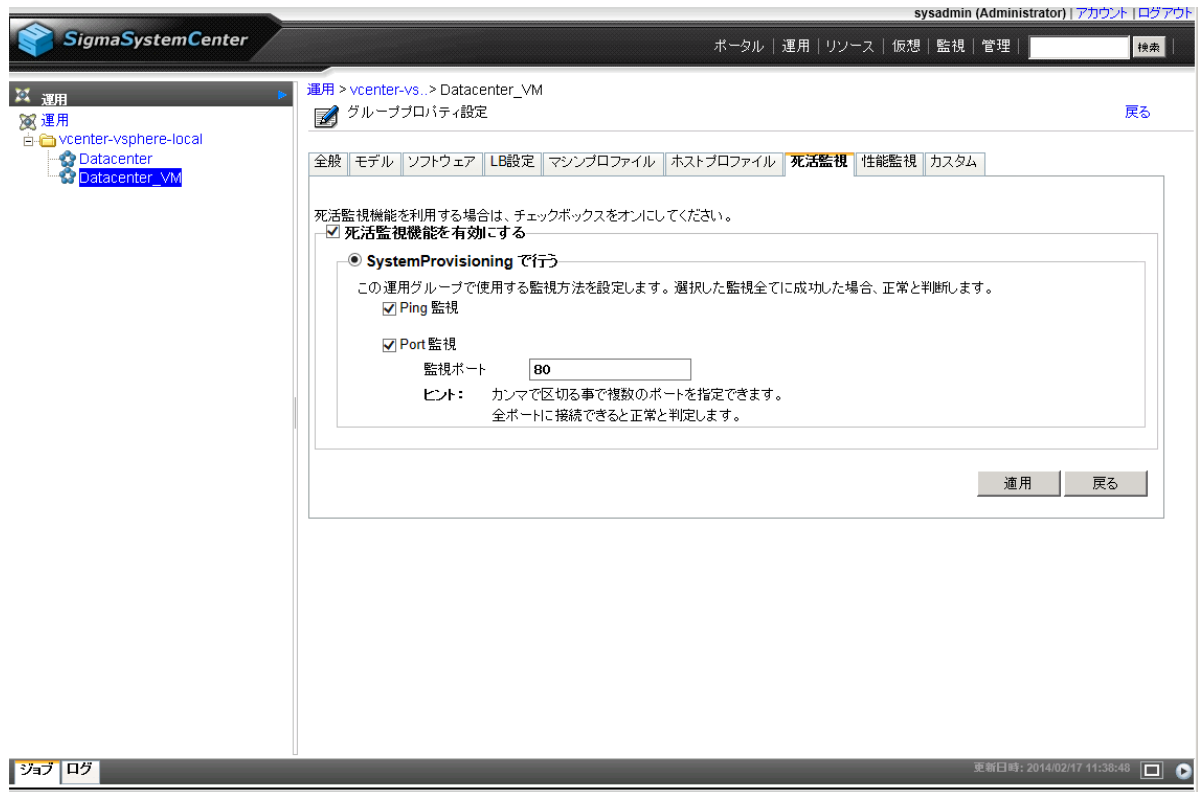 sysadmin (Administrator) | アカウント | ログアウト
SigmaSystemCenter
ポータル | 運用 | リソース | 仮想 | 監視 | 管理 | 検索
運用
運用
vcenter-vsphere-local
Datacenter
Datacenter_VM
運用 > vcenter-vs..> Datacenter_VM
グループプロパティ設定
戻る
全般 モデル ソフトウェア LB設定 マシンプロファイル ホストプロファイル 死活監視 性能監視 カスタム
死活監視機能を利用する場合は、チェックボックスをオンにしてください。
死活監視機能を有効にする
SystemProvisioning で行う
この運用グループで使用する監視方法を設定します。選択した監視全てに成功した場合、正常と判断します。
Ping 監視
Port 監視
監視ポート 80
ヒント： カンマで区切る事で複数のポートを指定できます。
全ポートに接続できると正常と判定します。
適用 戻る
ジョブ ログ
更新日時: 2014/02/17 11:38:48